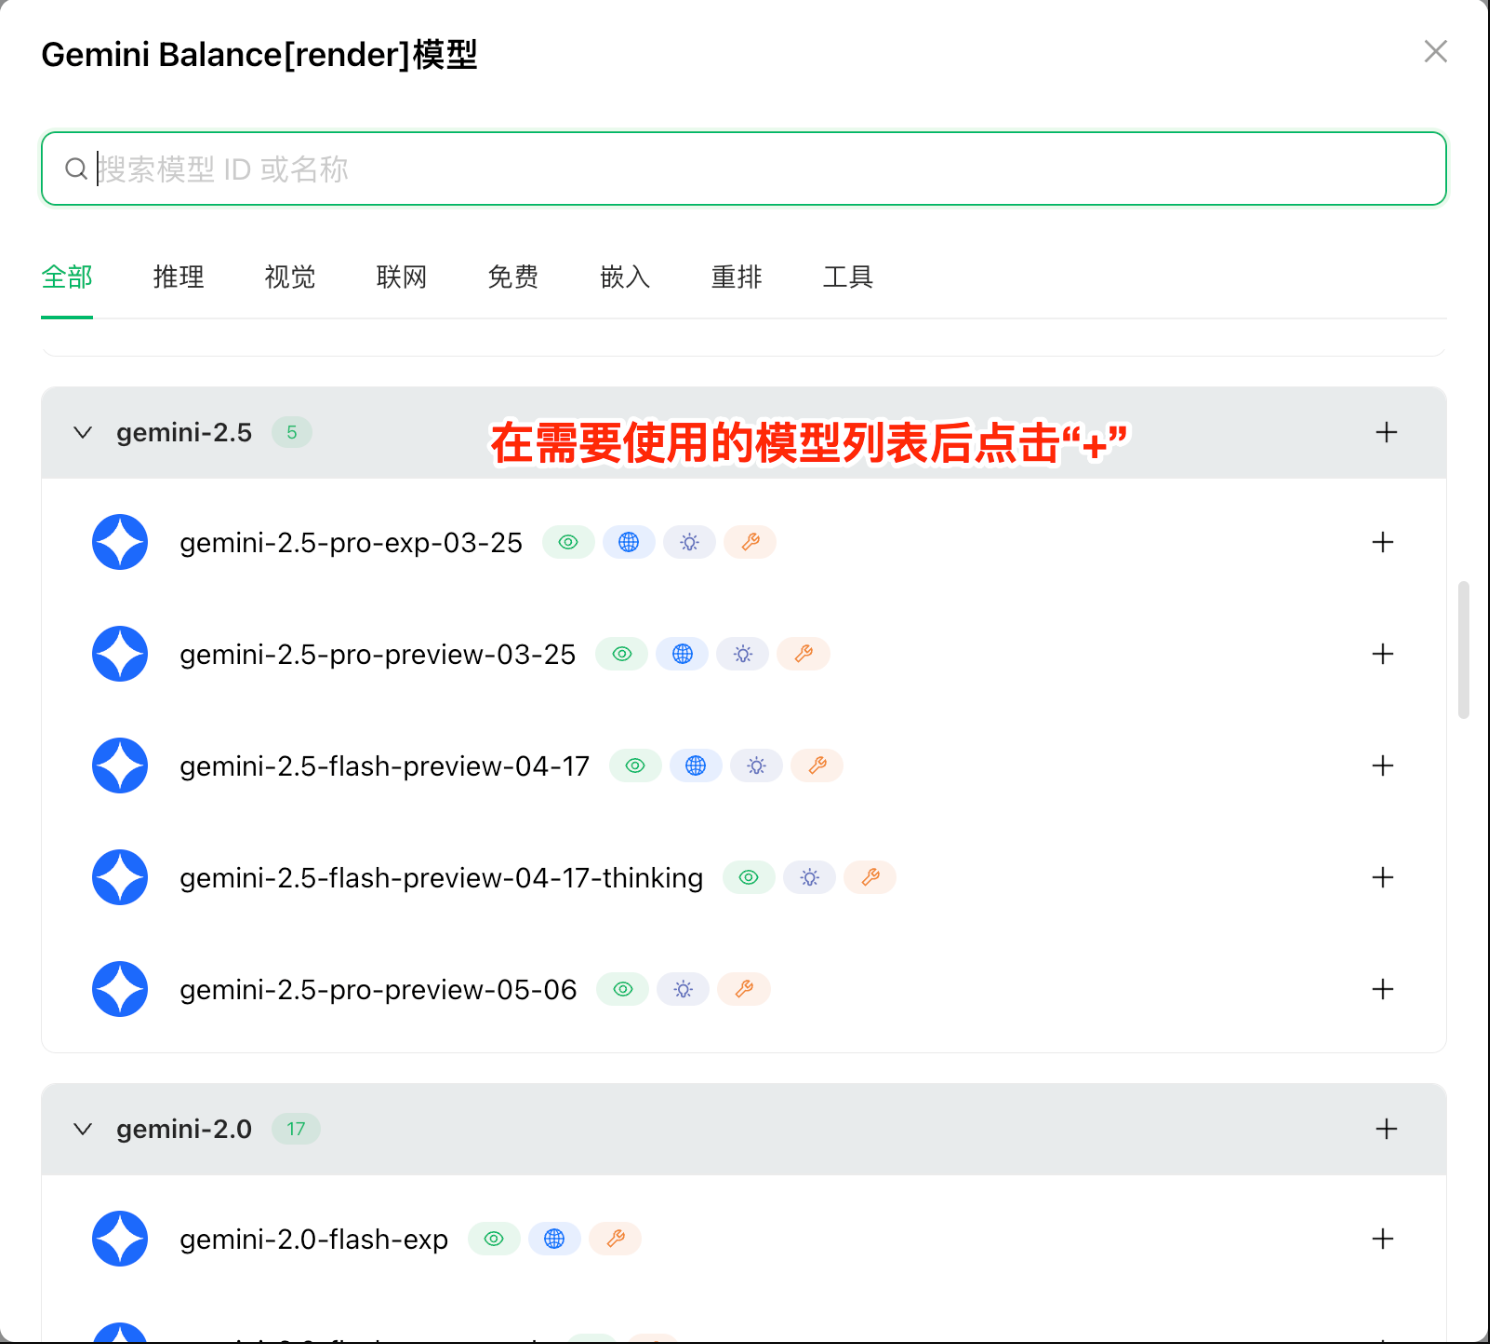 Gemini Balance[render]模型
搜索模型 ID 或名称
全部 推理 视觉 联网 免费 嵌入 重排 工具
gemini-2.5 5 在需要使用的模型列表后点击“+”
gemini-2.5-pro-exp-03-25
gemini-2.5-pro-preview-03-25
gemini-2.5-flash-preview-04-17
gemini-2.5-flash-preview-04-17-thinking
gemini-2.5-pro-preview-05-06
gemini-2.0 17
gemini-2.0-flash-exp